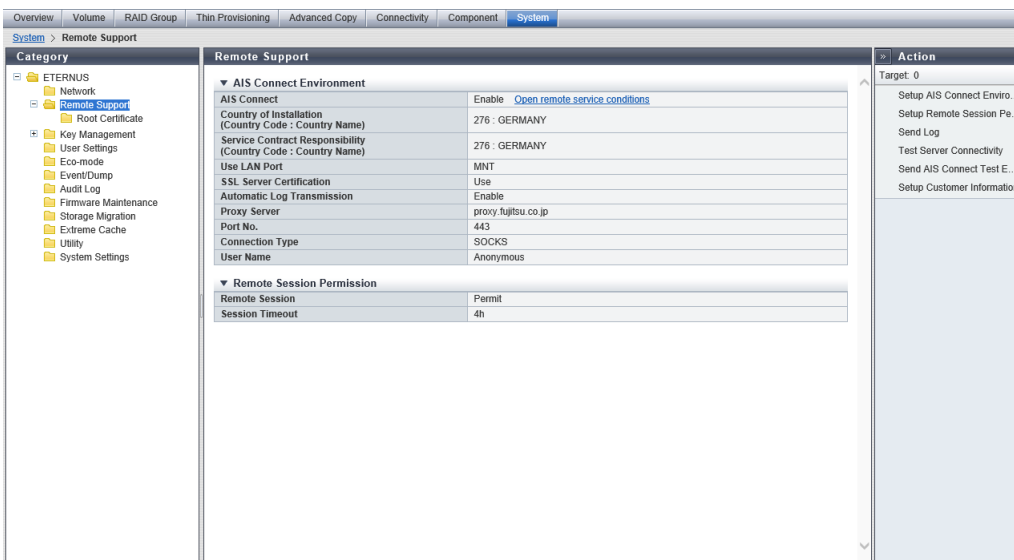 Overview Volume RAID Group Thin Provisioning Advanced Copy Connectivity Component System
System > Remote Support
Category
ETERNUS
Network
Remote Support
Root Certificate
Key Management
User Settings
Eco-mode
Event/Dump
Audit Log
Firmware Maintenance
Storage Migration
Extreme Cache
Utility
System Settings
Remote Support
▼ AIS Connect Environment
AIS Connect Enable Open remote service conditions
Country of Installation
(Country Code : Country Name) 276 : GERMANY
Service Contract Responsibility
(Country Code : Country Name) 276 : GERMANY
Use LAN Port MNT
SSL Server Certification Use
Automatic Log Transmission Enable
Proxy Server proxy.fujitsu.co.jp
Port No. 443
Connection Type SOCKS
User Name Anonymous
▼ Remote Session Permission
Remote Session Permit
Session Timeout 4h
» Action
Target: 0
Setup AIS Connect Enviro..
Setup Remote Session Pe..
Send Log
Test Server Connectivity
Send AIS Connect Test E...
Setup Customer Informatio